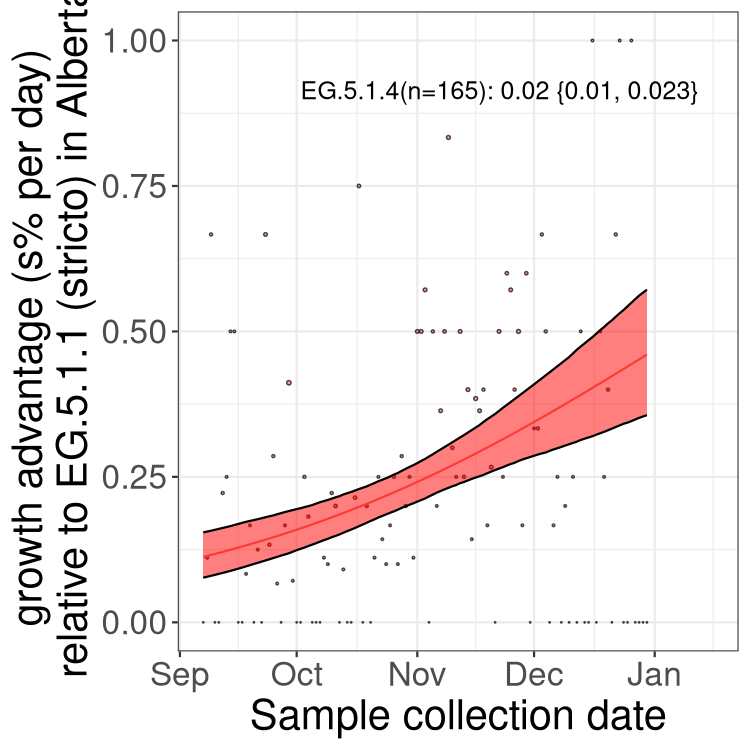 growth advantage (s% per day)
relative to EG.5.1.1 (stricto) in Alberta
1.00
0.75
0.50
0.25
0.00
EG.5.1.4(n=165): 0.02 {0.01, 0.023}
Sep Oct Nov Dec Jan
Sample collection date